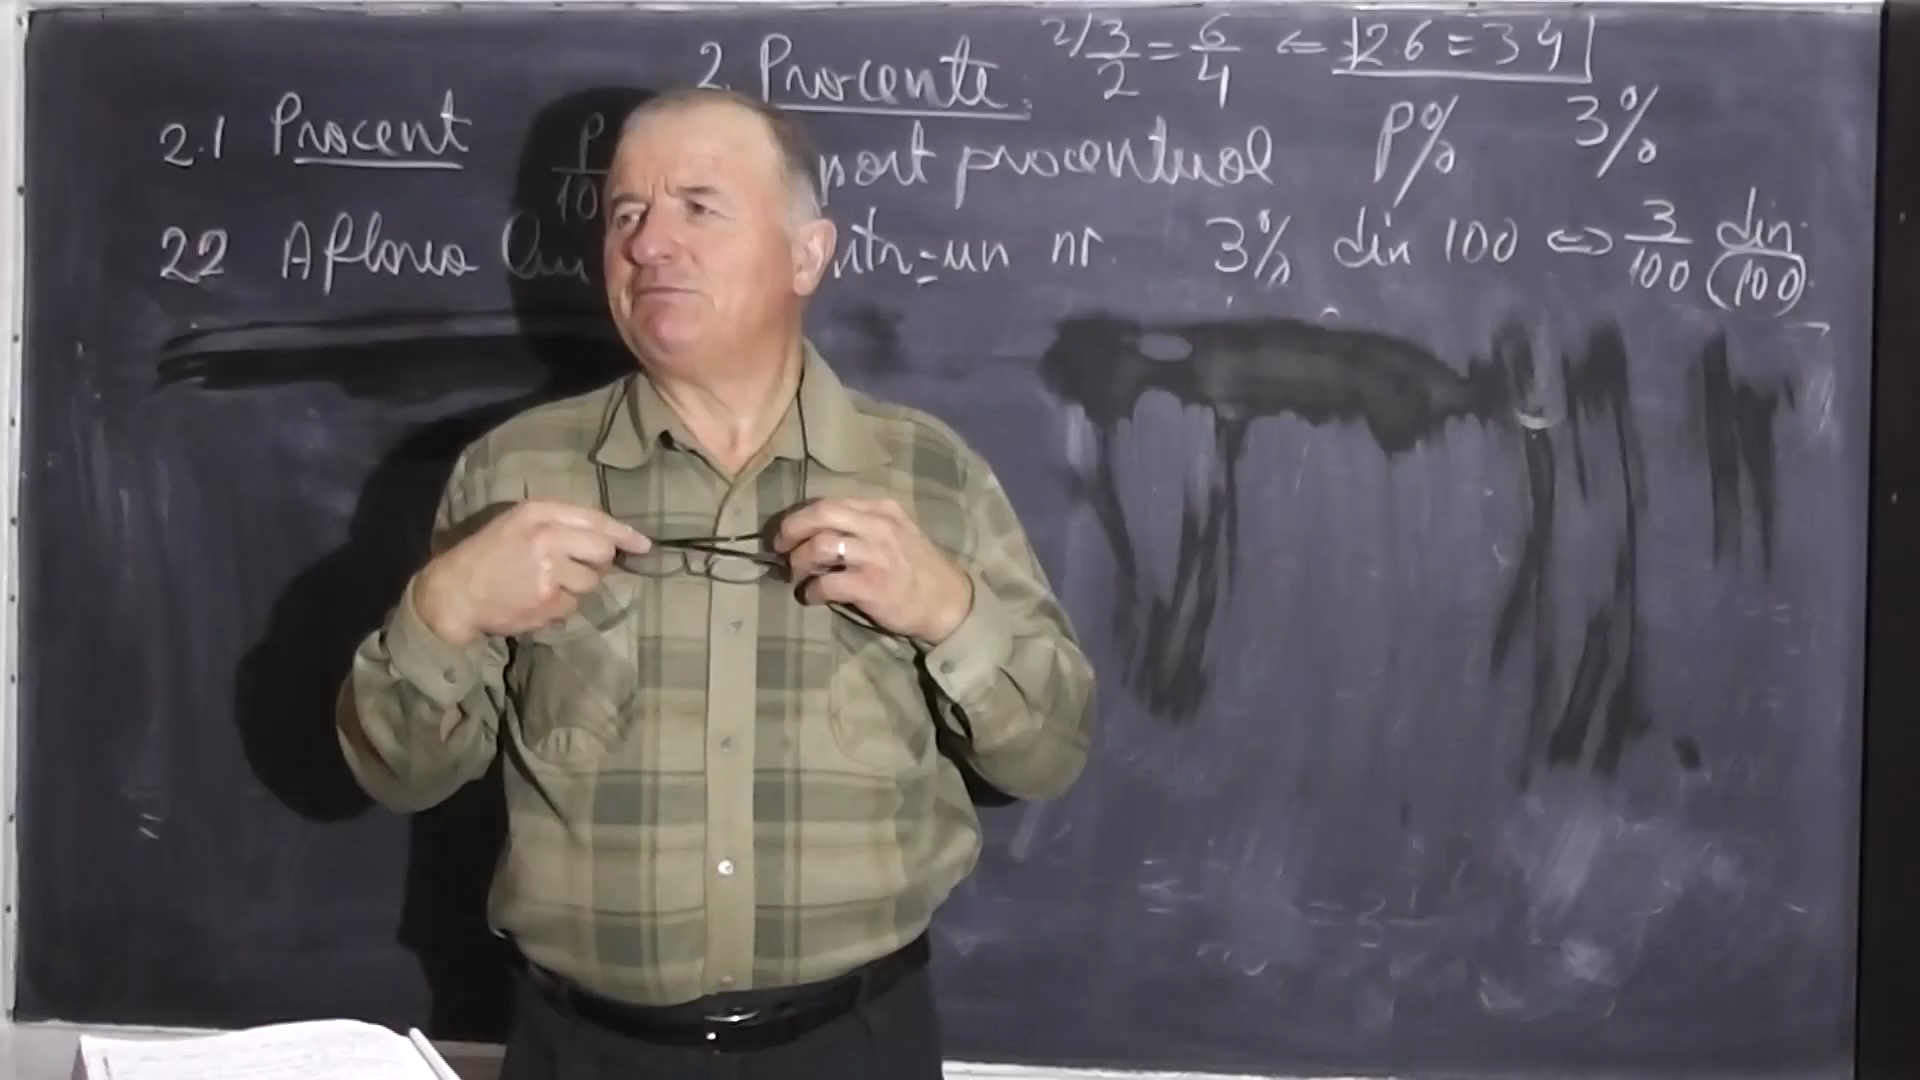 2. Procente. 2/ 3/2 = 6/4 ⇐ 2.6 = 3 4
2.1 Procent P/10 port procentual P% 3%
22 Aflarea ntr-un nr. 3% din 100 ⇔ 3/100 din (100)